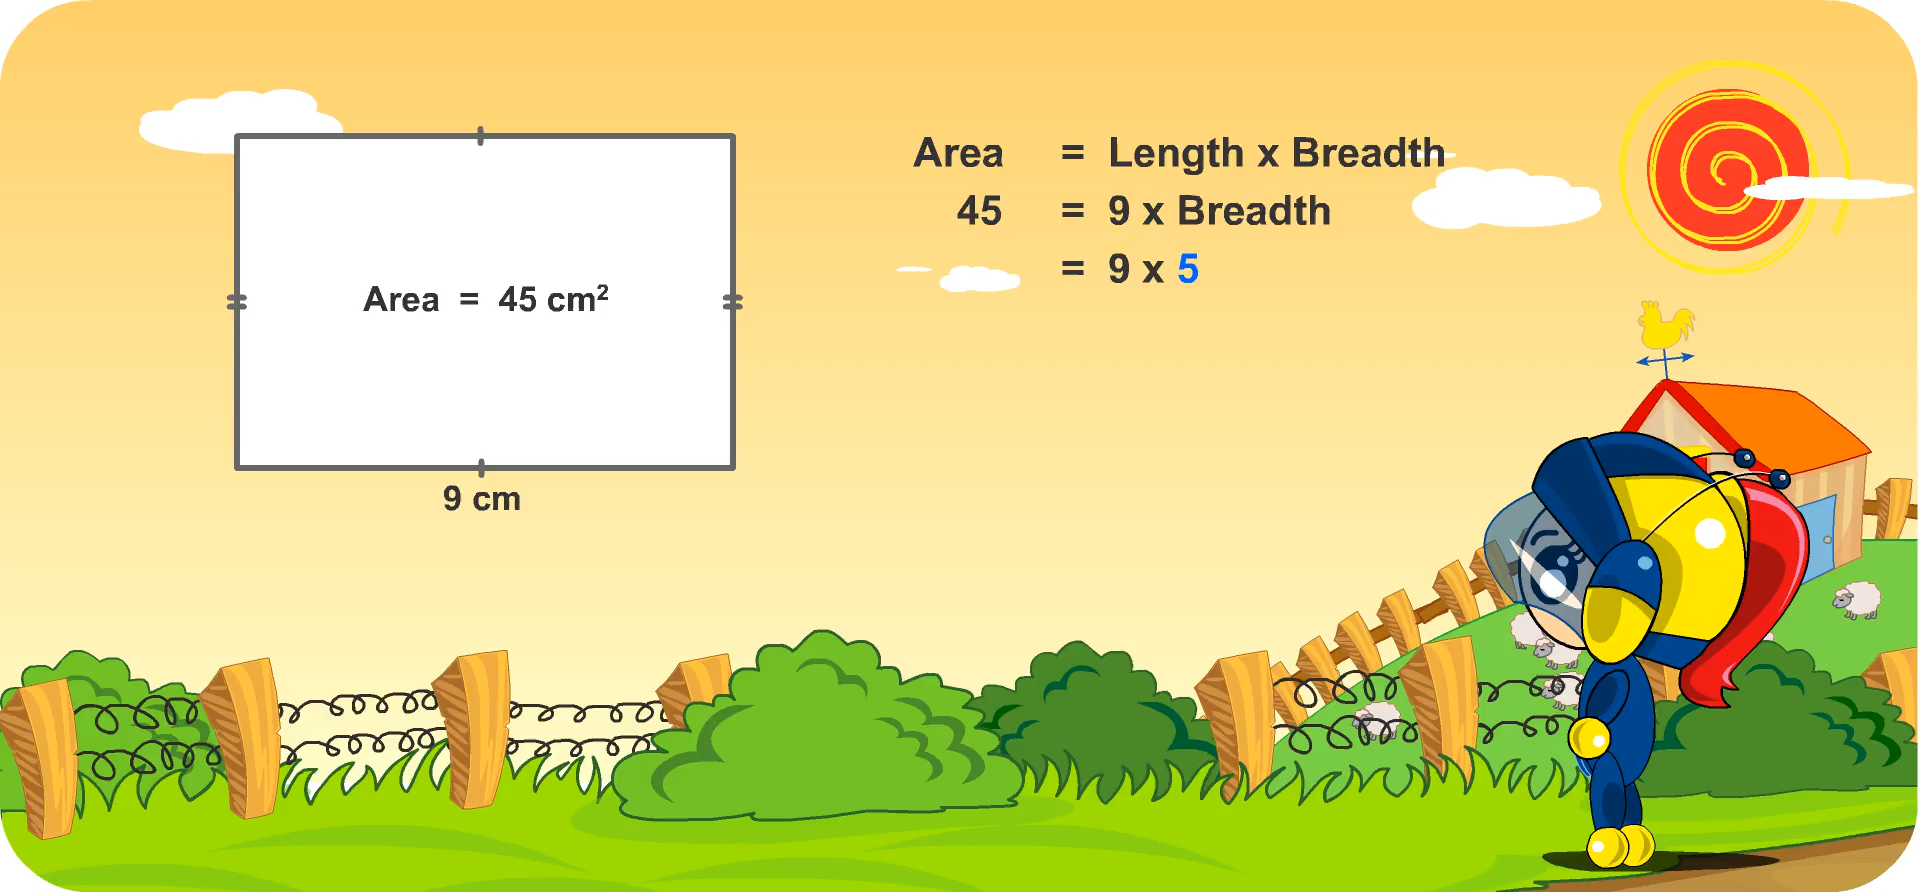 Area = 45 cm²
9 cm
Area = Length x Breadth
45 = 9 x Breadth
= 9 x 5